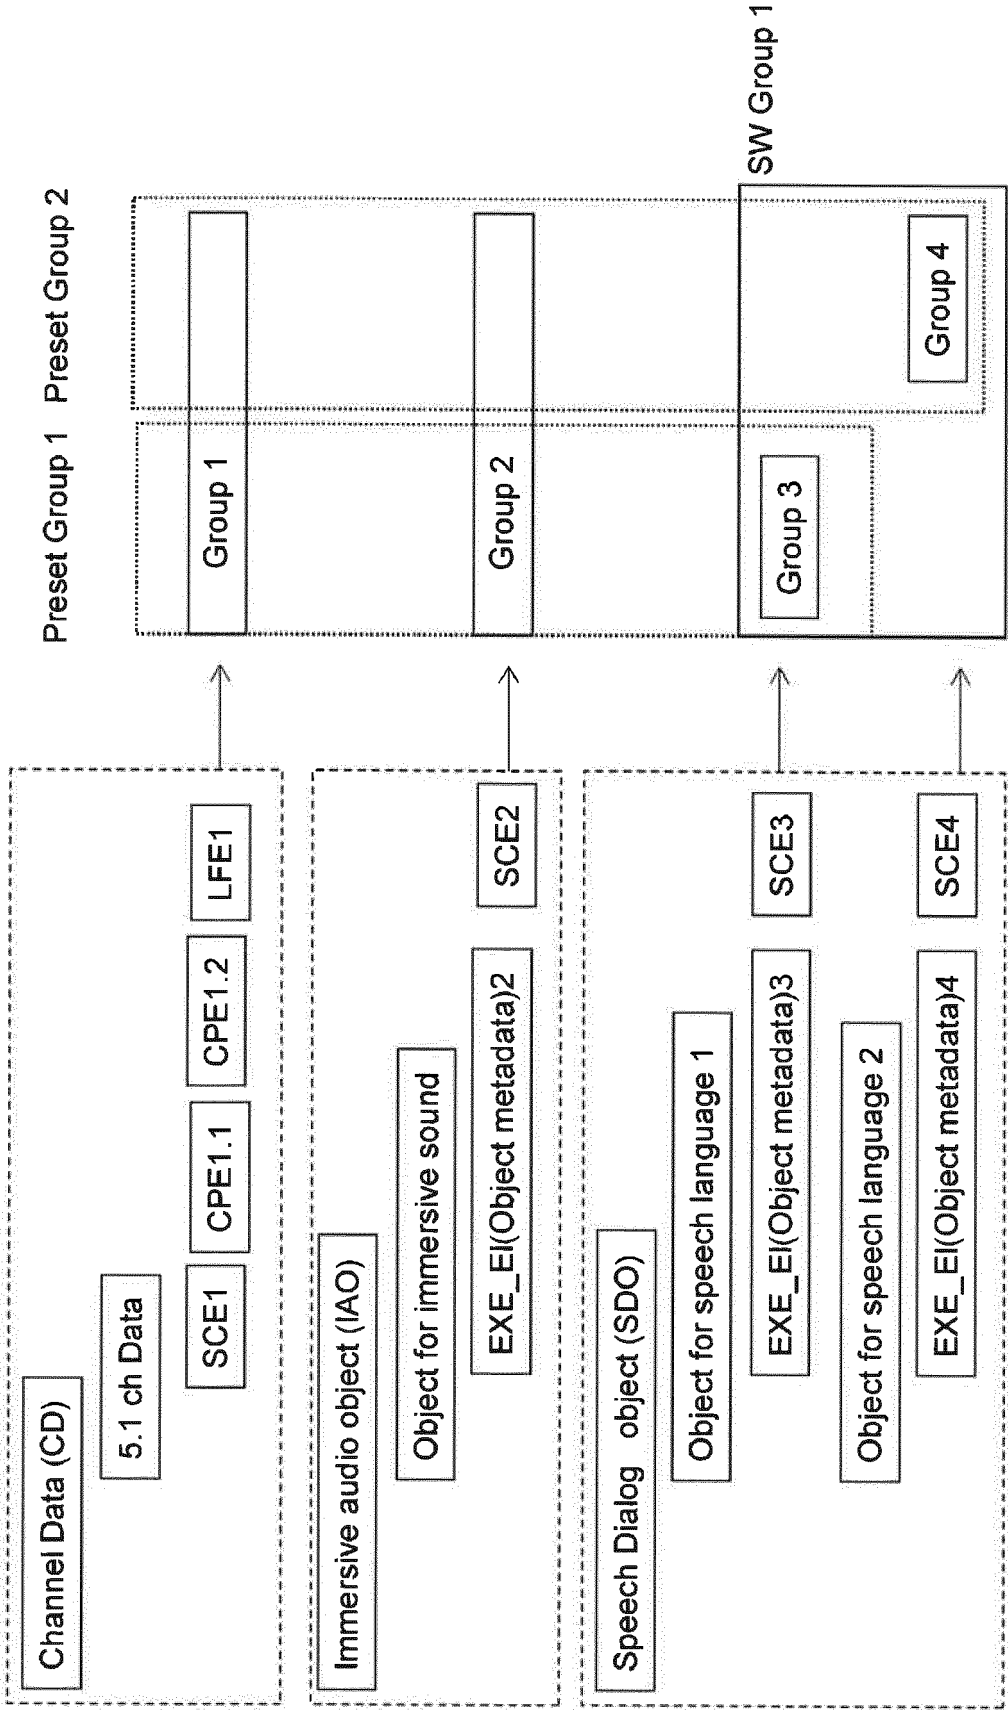 Preset Group 1 Preset Group 2
Channel Data (CD)
5.1 ch Data
SCE1 CPE1.1 CPE1.2 LFE1
Group 1
Immersive audio object (IAO)
Object for immersive sound
EXE_EI(Object metadata)2 SCE2
Group 2
SW Group 1
Speech Dialog object (SDO)
Object for speech language 1
EXE_EI(Object metadata)3 SCE3
Group 3
Object for speech language 2
EXE_EI(Object metadata)4 SCE4
Group 4